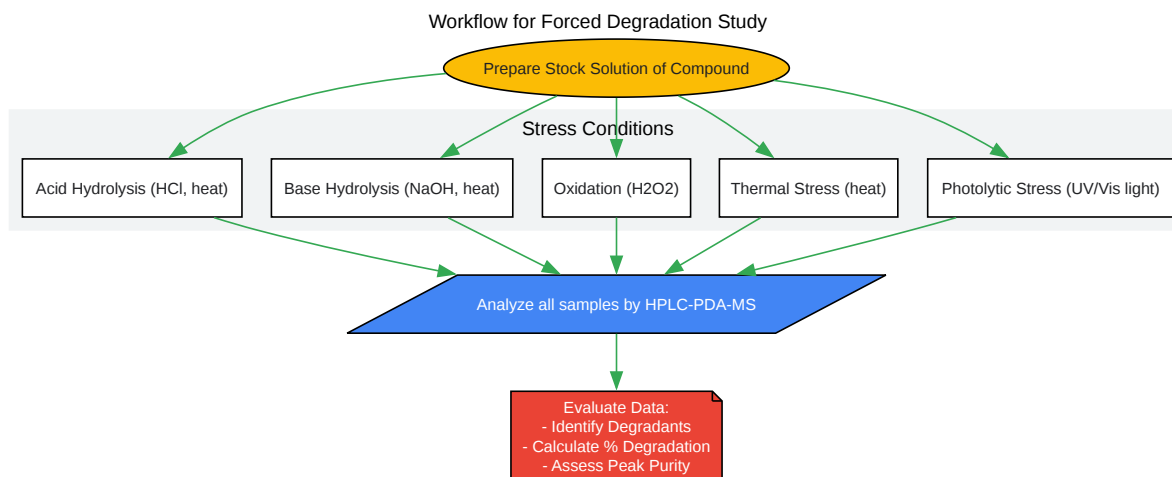 Workflow for Forced Degradation Study
Prepare Stock Solution of Compound
Stress Conditions
Acid Hydrolysis (HCl, heat)
Base Hydrolysis (NaOH, heat)
Oxidation (H2O2)
Thermal Stress (heat)
Photolytic Stress (UV/Vis light)
Analyze all samples by HPLC-PDA-MS
Evaluate Data:
- Identify Degradants
- Calculate % Degradation
- Assess Peak Purity